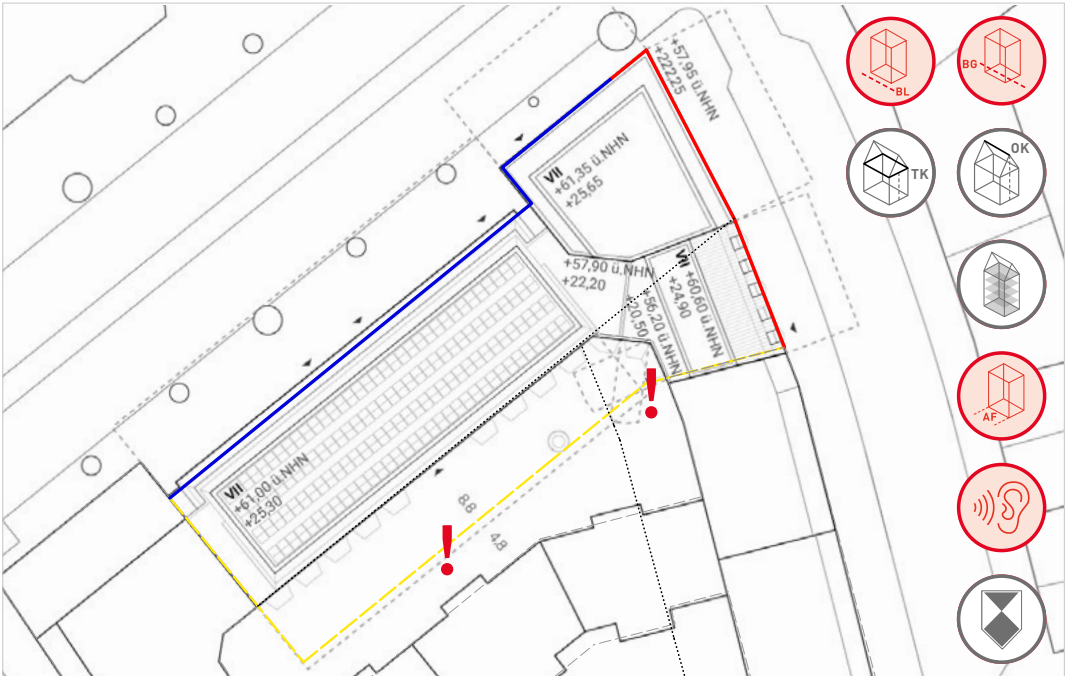 +57,95 ü.NHN
+222,25
VII
+61,35 ü.NHN
+25,65
+57,90 ü.NHN
+22,20
+56,20 ü.NHN
+20,50
VII
+60,60 ü.NHN
+24,90
VII
+61,00 ü.NHN
+25,30
88
48
!
!
BL
BG
TK
OK
AF